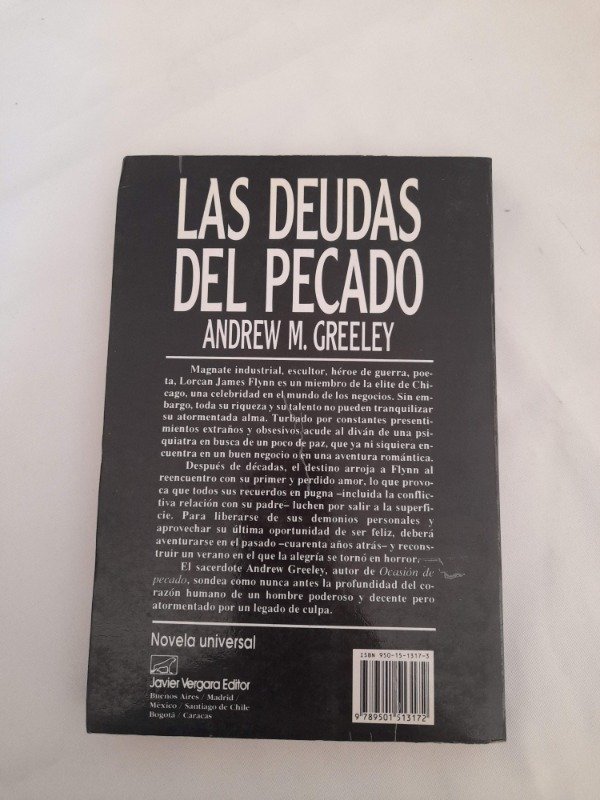 LAS DEUDAS
DEL PECADO
ANDREW M. GREELEY
Magnate industrial, escultor, héroe de guerra, poe-
ta, Lorcan James Flynn es un miembro de la elite de Chi-
cago, una celebridad en el mundo de los negocios. Sin em-
bargo, toda su riqueza y su talento no pueden tranquilizar
su atormentada alma. Turbado por constantes presenti-
mientos extraños y obsesivos acude al diván de una psi-
quiatra en busca de un poco de paz, que ya ni siquiera en-
cuentra en un buen negocio o en una aventura romántica.
Después de décadas, el destino arroja a Flynn al
reencuentro con su primer y perdido amor, lo que provo-
ca que todos sus recuerdos en pugna –incluida la conflic-
tiva relación con su padre– luchen por salir a la superfi-
cie. Para liberarse de sus demonios personales y
aprovechar su última oportunidad de ser feliz, deberá
aventurarse en el pasado –cuarenta años atrás– y recons-
truir un verano en el que la alegría se tornó en horror.
El sacerdote Andrew Greeley, autor de Ocasión de
pecado, sondea como nunca antes la profundidad del co-
razón humano de un hombre poderoso y decente pero
atormentado por un legado de culpa.
Novela universal
Javier Vergara Editor
Buenos Aires / Madrid
México / Santiago de Chile
Bogotá / Caracas
ISBN 950-15-1317-3
9 789501 513172